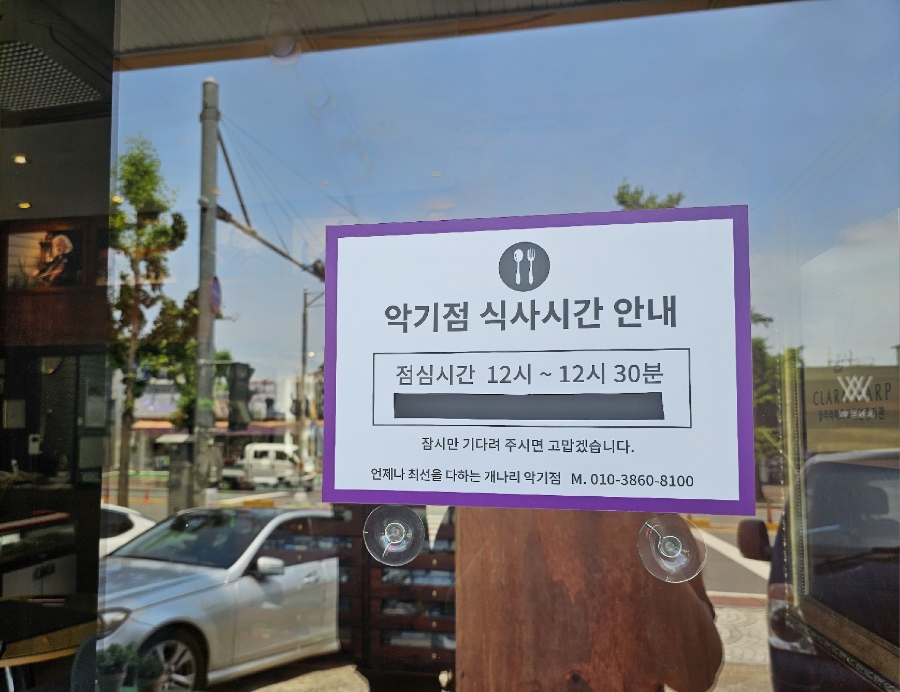 악기점 식사시간 안내
점심시간 12시 ~ 12시 30분
잠시만 기다려 주시면 고맙겠습니다.
언제나 최선을 다하는 개나리 악기점 M. 010-3860-8100